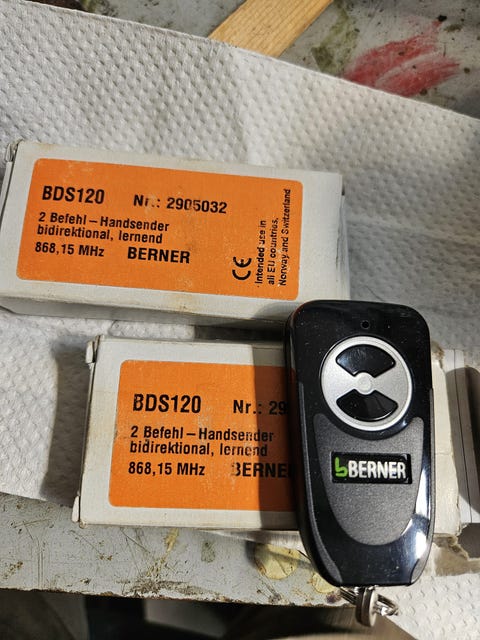 BDS120 Nr.: 2905032
2 Befehl – Handsender
bidirektional, lernend
868,15 MHz BERNER
CE
Intended use in
all EU countries,
Norway and Switzerland
BDS120 Nr.: 29
2 Befehl – Handsender
bidirektional, lernend
868,15 MHz BERNE
BERNER